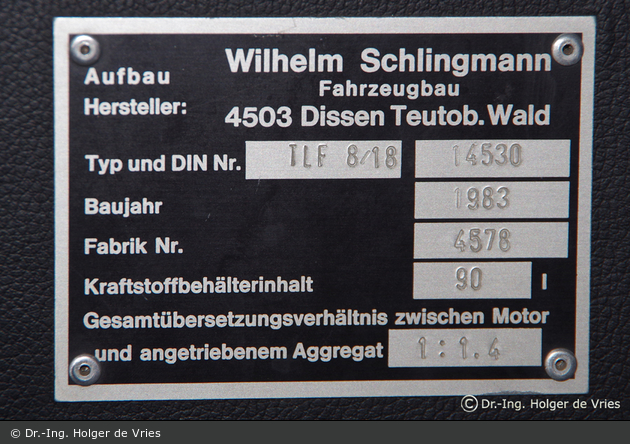 Aufbau Hersteller: Wilhelm Schlingmann
Fahrzeugbau
4503 Dissen Teutob. Wald
Typ und DIN Nr. TLF 8/18 14530
Baujahr 1983
Fabrik Nr. 4578
Kraftstoffbehälterinhalt 90 l
Gesamtübersetzungsverhältnis zwischen Motor
und angetriebenem Aggregat 1:1.4
© Dr.-Ing. Holger de Vries
© Dr.-Ing. Holger de Vries